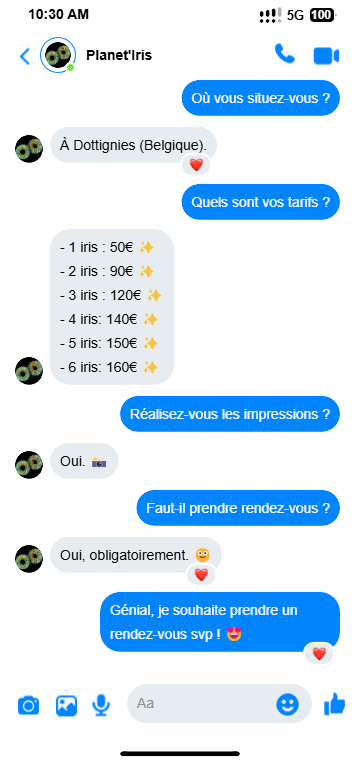 10:30 AM
5G
100
Planet'Iris
Où vous situez-vous ?
À Dottignies (Belgique).
Quels sont vos tarifs ?
- 1 iris : 50€ ✨
- 2 iris : 90€ ✨
- 3 iris : 120€ ✨
- 4 iris: 140€ ✨
- 5 iris: 150€ ✨
- 6 iris: 160€ ✨
Réalisez-vous les impressions ?
Oui. 📸
Faut-il prendre rendez-vous ?
Oui, obligatoirement. 🙂
Génial, je souhaite prendre un
rendez-vous svp ! 😍
Aa